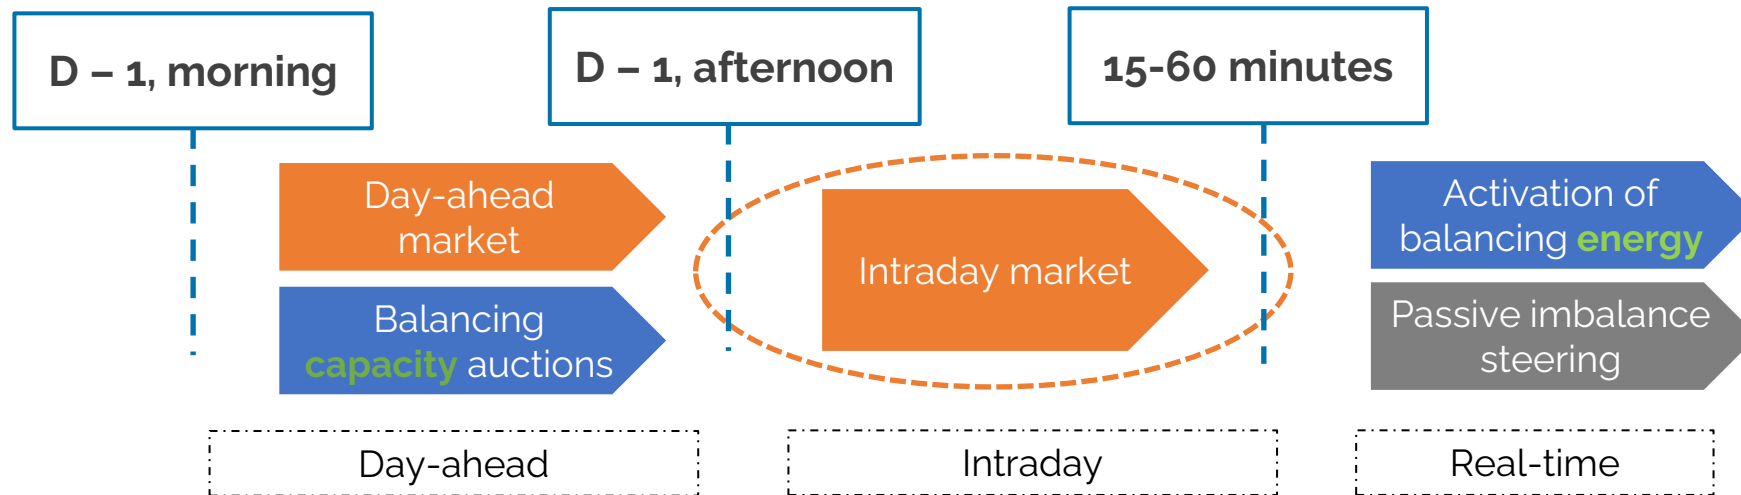 D – 1, morning
D – 1, afternoon
15-60 minutes
Day-ahead
market
Balancing
capacity auctions
Intraday market
Activation of
balancing energy
Passive imbalance
steering
Day-ahead
Intraday
Real-time